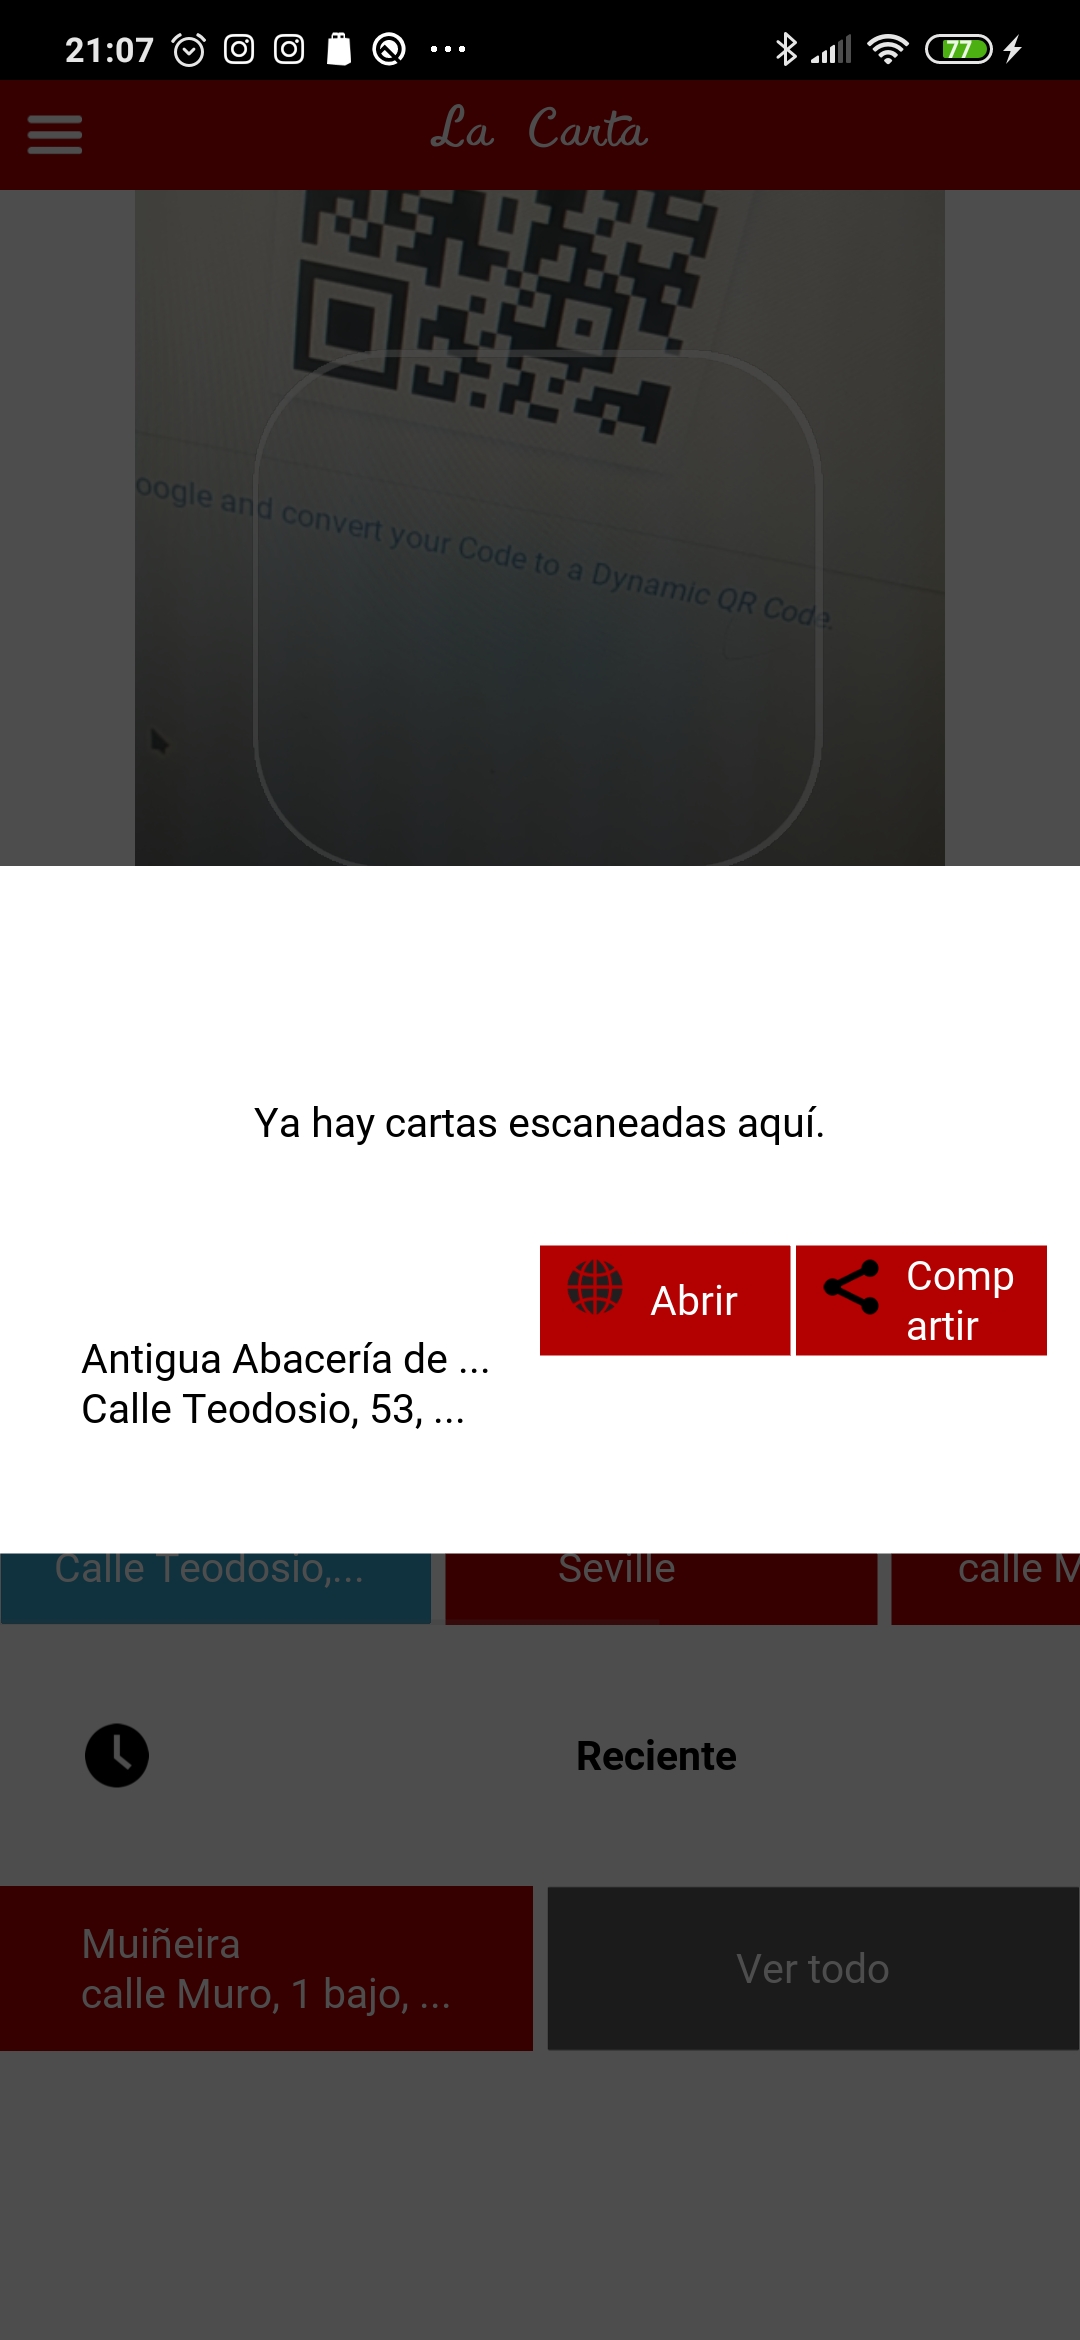 21:07
77
La Carta
oogle and convert your Code to a Dynamic QR Code.
Ya hay cartas escaneadas aquí.
Abrir
Comp
artir
Antigua Abacería de ...
Calle Teodosio, 53, ...
Calle Teodosio,...
Seville
calle M
Reciente
Muiñeira
calle Muro, 1 bajo, ...
Ver todo